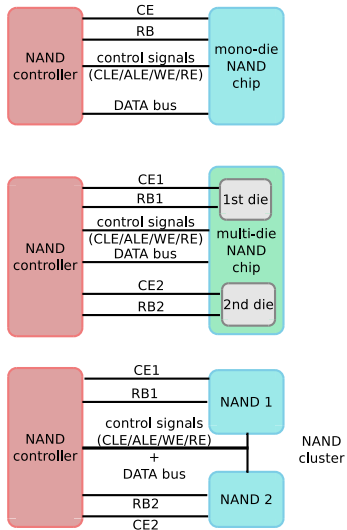 CE
RB
NAND
controller
control signals
(CLE/ALE/WE/RE)
mono-die
NAND
chip
DATA bus
CE1
1st die
RB1
NAND
controller
control signals
(CLE/ALE/WE/RE)
DATA bus
multi-die
NAND
chip
CE2
2nd die
RB2
CE1
RB1
NAND 1
NAND
controller
control signals
(CLE/ALE/WE/RE)
+
DATA bus
NAND
cluster
RB2
NAND 2
CE2